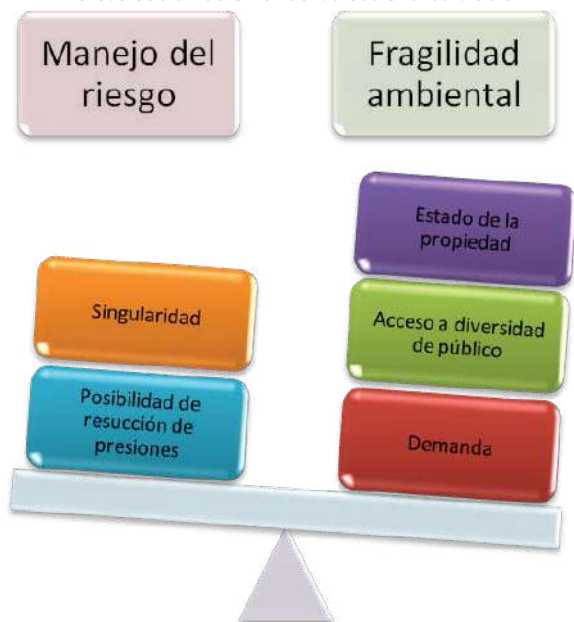 Manejo del
riesgo
Fragilidad
ambiental
Estado de la
propiedad
Singularidad
Acceso a diversidad
de público
Posibilidad de
resucción de
presiones
Demanda